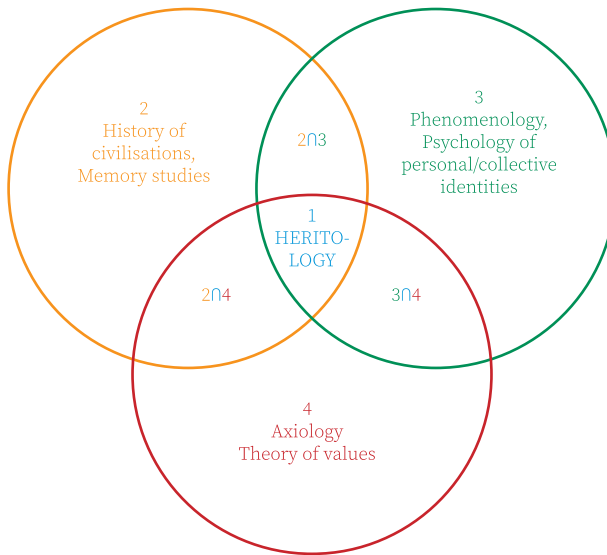 2
History of
civilisations,
Memory studies
2∩3
3
Phenomenology,
Psychology of
personal/collective
identities
1
HERITO-
LOGY
2∩4
3∩4
4
Axiology
Theory of values